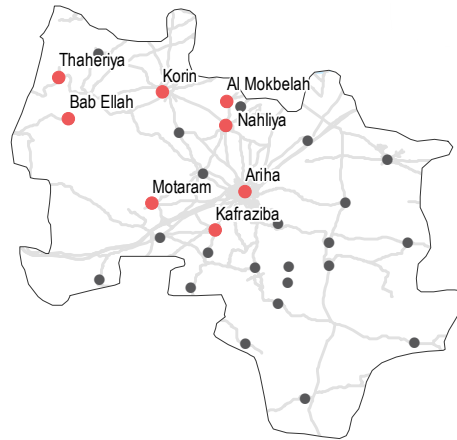 Thaheriya
Korin
Al Mokbelah
Bab Ellah
Nahliya
Ariha
Motaram
Kafraziba